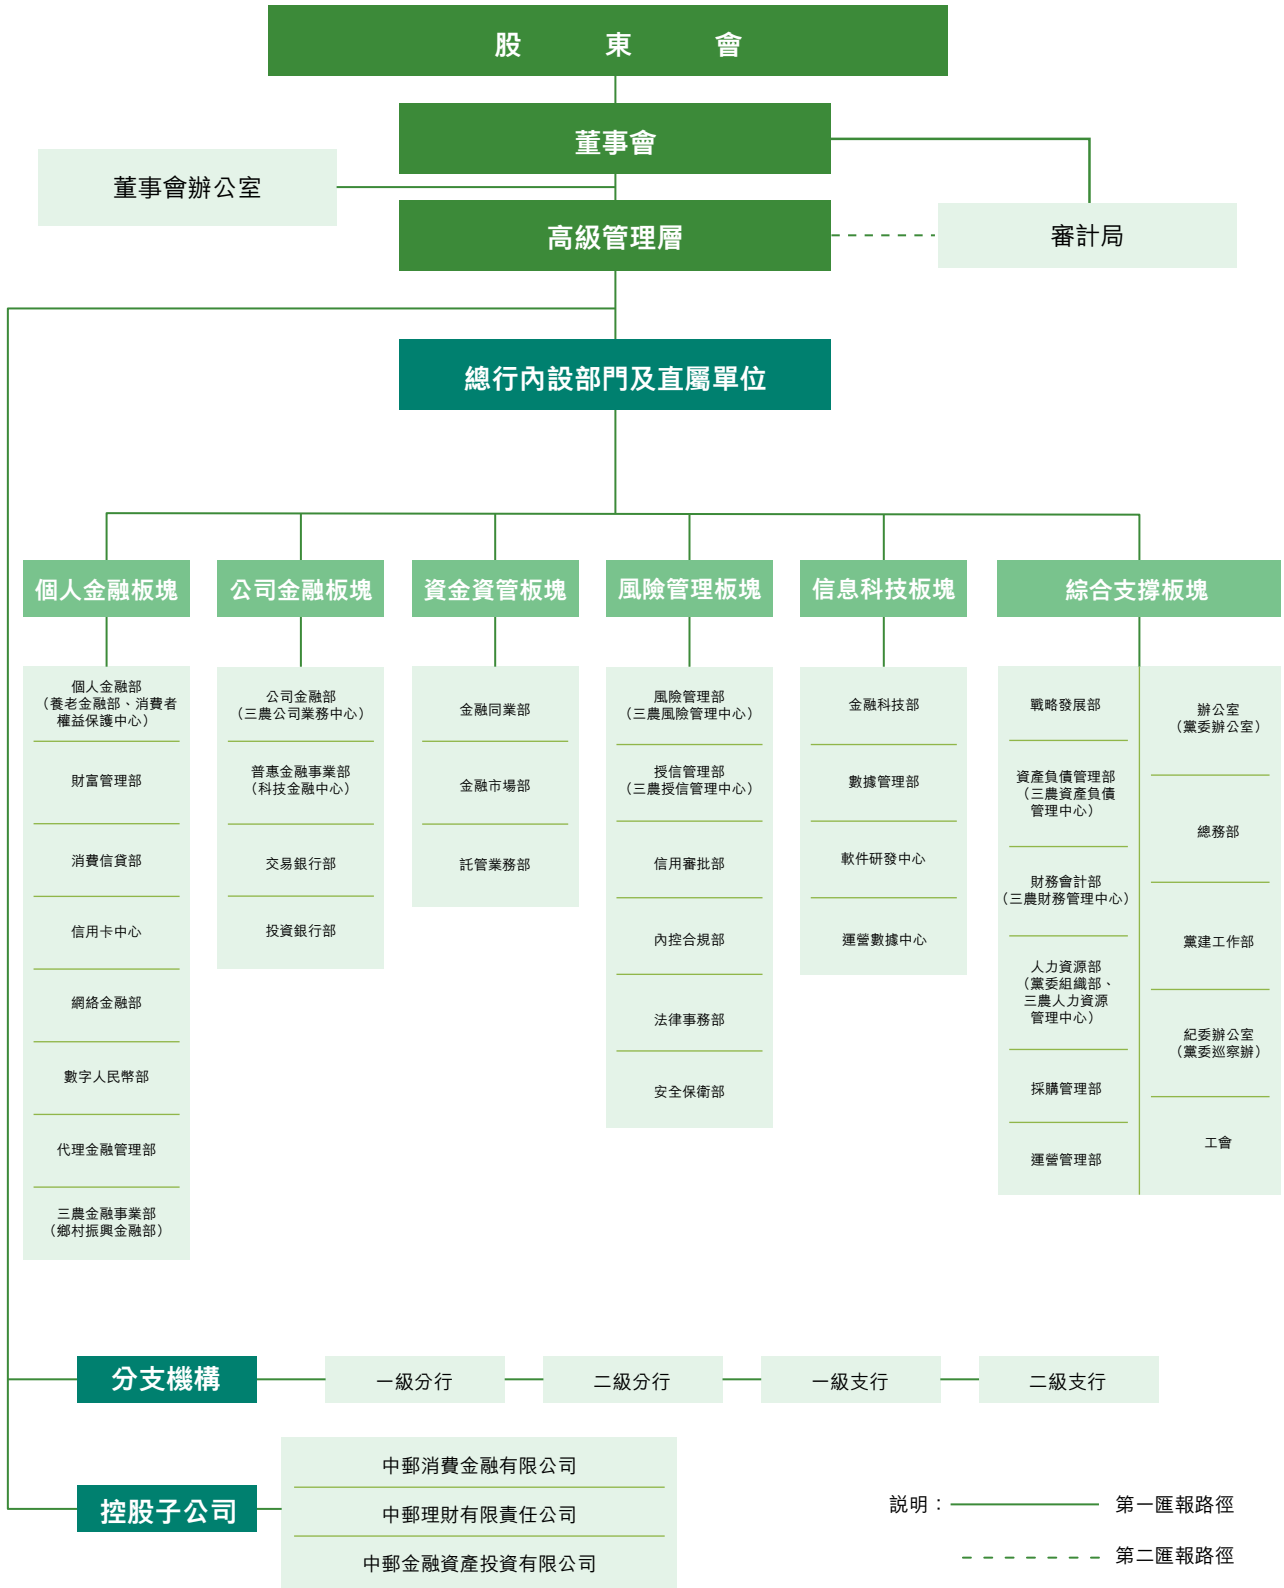 股東會
董事會
董事會辦公室
高級管理層
審計局
總行內設部門及直屬單位
個人金融板塊
個人金融部
（養老金融部、消費者
權益保護中心）
財富管理部
消費信貸部
信用卡中心
網絡金融部
數字人民幣部
代理金融管理部
三農金融事業部
（鄉村振興金融部）
公司金融板塊
公司金融部
（三農公司業務中心）
普惠金融事業部
（科技金融中心）
交易銀行部
投資銀行部
資金資管板塊
金融同業部
金融市場部
託管業務部
風險管理板塊
風險管理部
（三農風險管理中心）
授信管理部
（三農授信管理中心）
信用審批部
內控合規部
法律事務部
安全保衛部
信息科技板塊
金融科技部
數據管理部
軟件研發中心
運營數據中心
綜合支撐板塊
戰略發展部
資產負債管理部
（三農資產負債
管理中心）
財務會計部
（三農財務管理中心）
人力資源部
（黨委組織部、
三農人力資源
管理中心）
採購管理部
運營管理部
辦公室
（黨委辦公室）
總務部
黨建工作部
紀委辦公室
（黨委巡察辦）
工會
分支機構
一級分行
二級分行
一級支行
二級支行
控股子公司
中郵消費金融有限公司
中郵理財有限責任公司
中郵金融資產投資有限公司
説明：
第一匯報路徑
第二匯報路徑